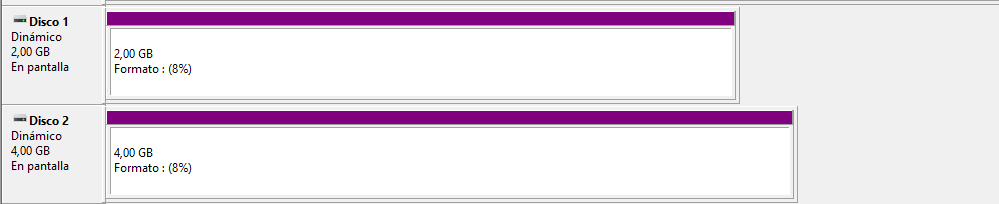 Disco 1
Dinámico
2,00 GB
En pantalla
2,00 GB
Formato : (8%)
Disco 2
Dinámico
4,00 GB
En pantalla
4,00 GB
Formato : (8%)